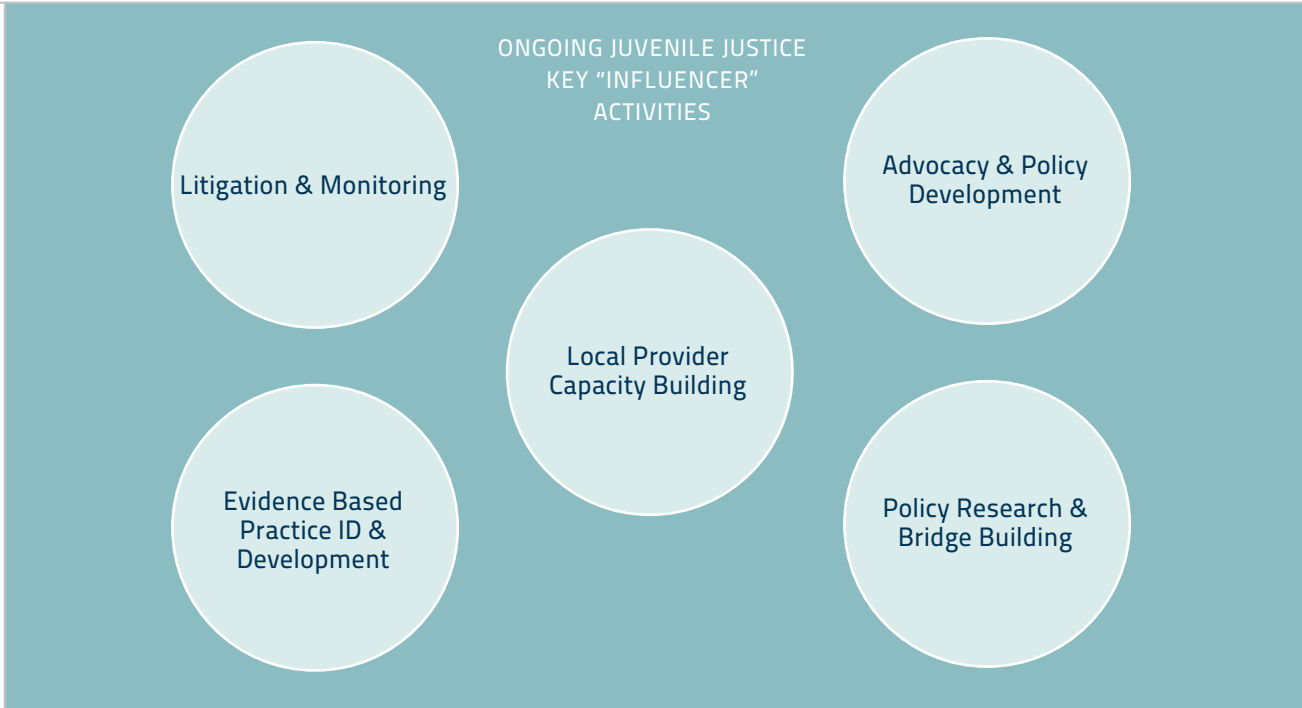 ONGOING JUVENILE JUSTICE
KEY “INFLUENCER”
ACTIVITIES
Litigation & Monitoring
Advocacy & Policy
Development
Local Provider
Capacity Building
Evidence Based
Practice ID &
Development
Policy Research &
Bridge Building